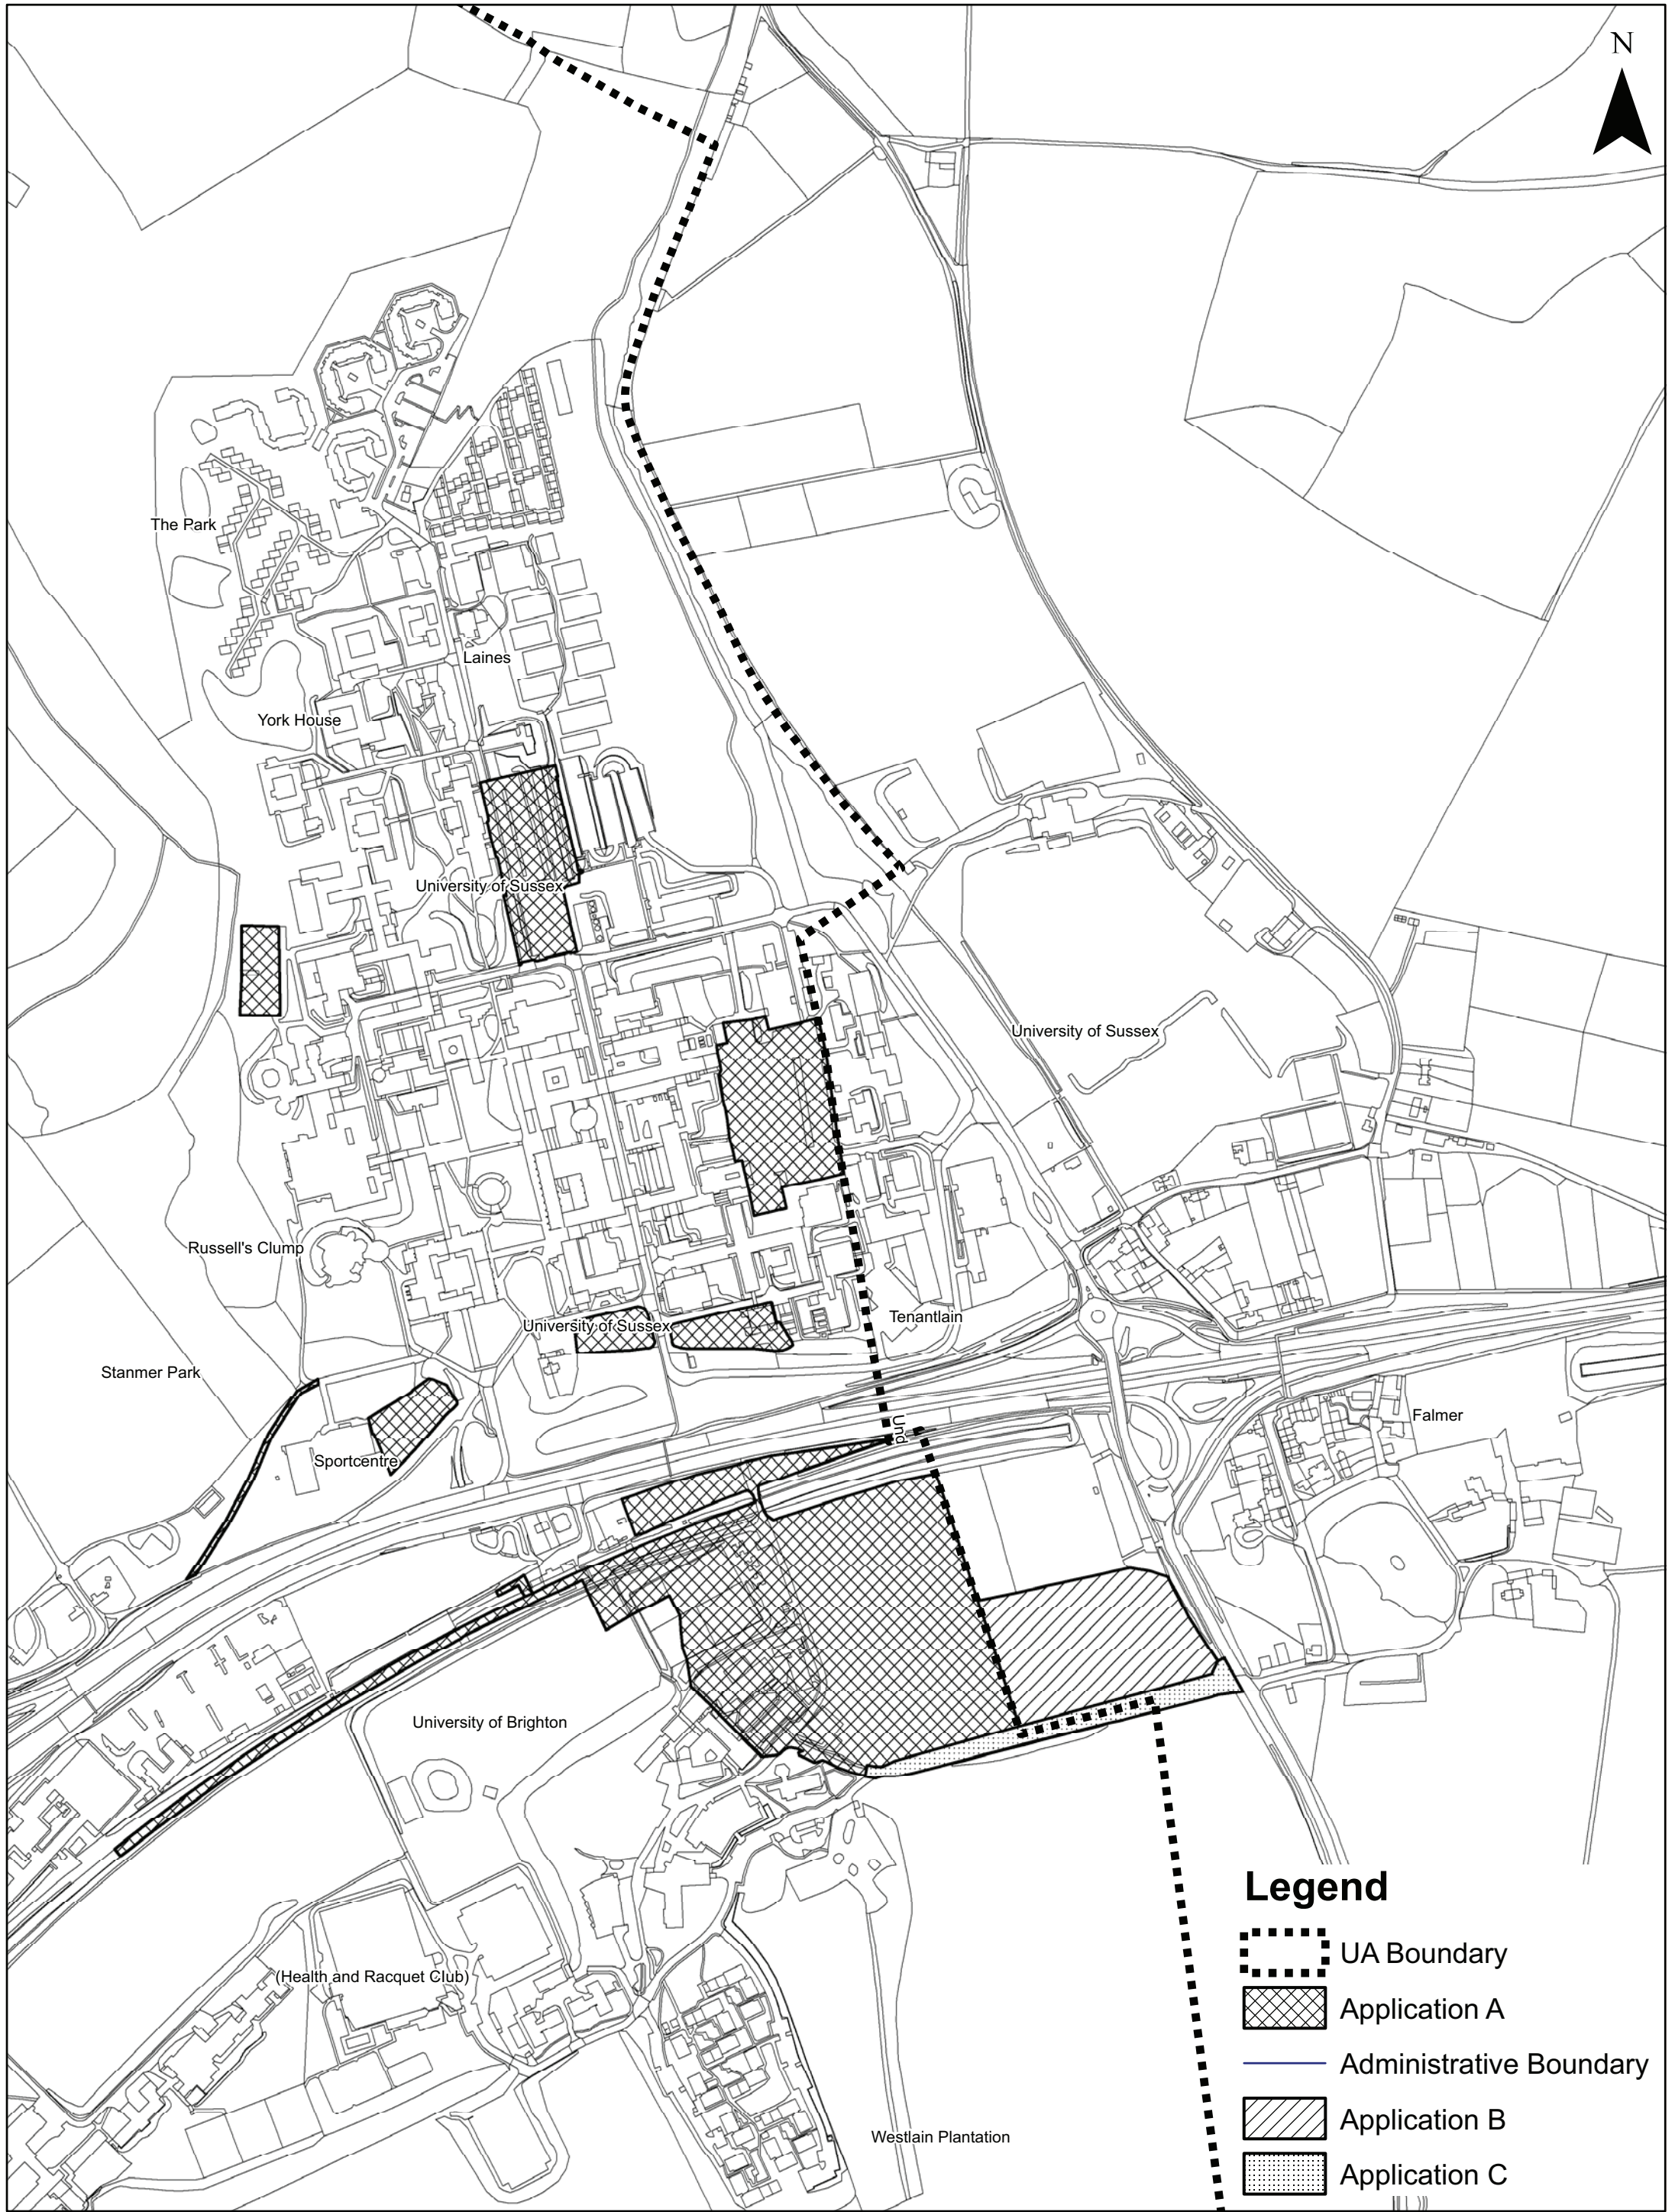 N
The Park
Laines
York House
University of Sussex
University of Sussex
Russell's Clump
University of Sussex
Tenantlain
Stanmer Park
Und
Falmer
Sportcentre
University of Brighton
(Health and Racquet Club)
Westlain Plantation
Legend
UA Boundary
Application A
Administrative Boundary
Application B
Application C